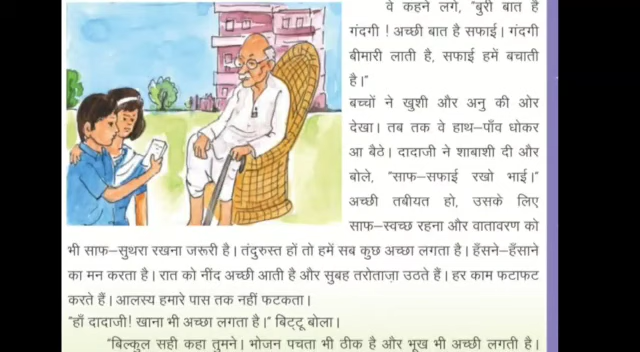 वे कहने लगे, "बुरी बात है
गंदगी ! अच्छी बात है सफाई। गंदगी
बीमारी लाती है, सफाई हमें बचाती
है।"
बच्चों ने खुशी और अनु की ओर
देखा। तब तक वे हाथ–पाँव धोकर
आ बैठे। दादाजी ने शाबाशी दी और
बोले, "साफ–सफाई रखो भाई।"
अच्छी तबीयत हो, उसके लिए
साफ–स्वच्छ रहना और वातावरण को
भी साफ–सुथरा रखना जरूरी है। तंदुरुस्त हों तो हमें सब कुछ अच्छा लगता है। हँसने–हँसाने
का मन करता है। रात को नींद अच्छी आती है और सुबह तरोताज़ा उठते हैं। हर काम फटाफट
करते हैं। आलस्य हमारे पास तक नहीं फटकता।
"हाँ दादाजी! खाना भी अच्छा लगता है।" बिट्टू बोला।
"बिल्कुल सही कहा तुमने। भोजन पचता भी ठीक है और भूख भी अच्छी लगती है।